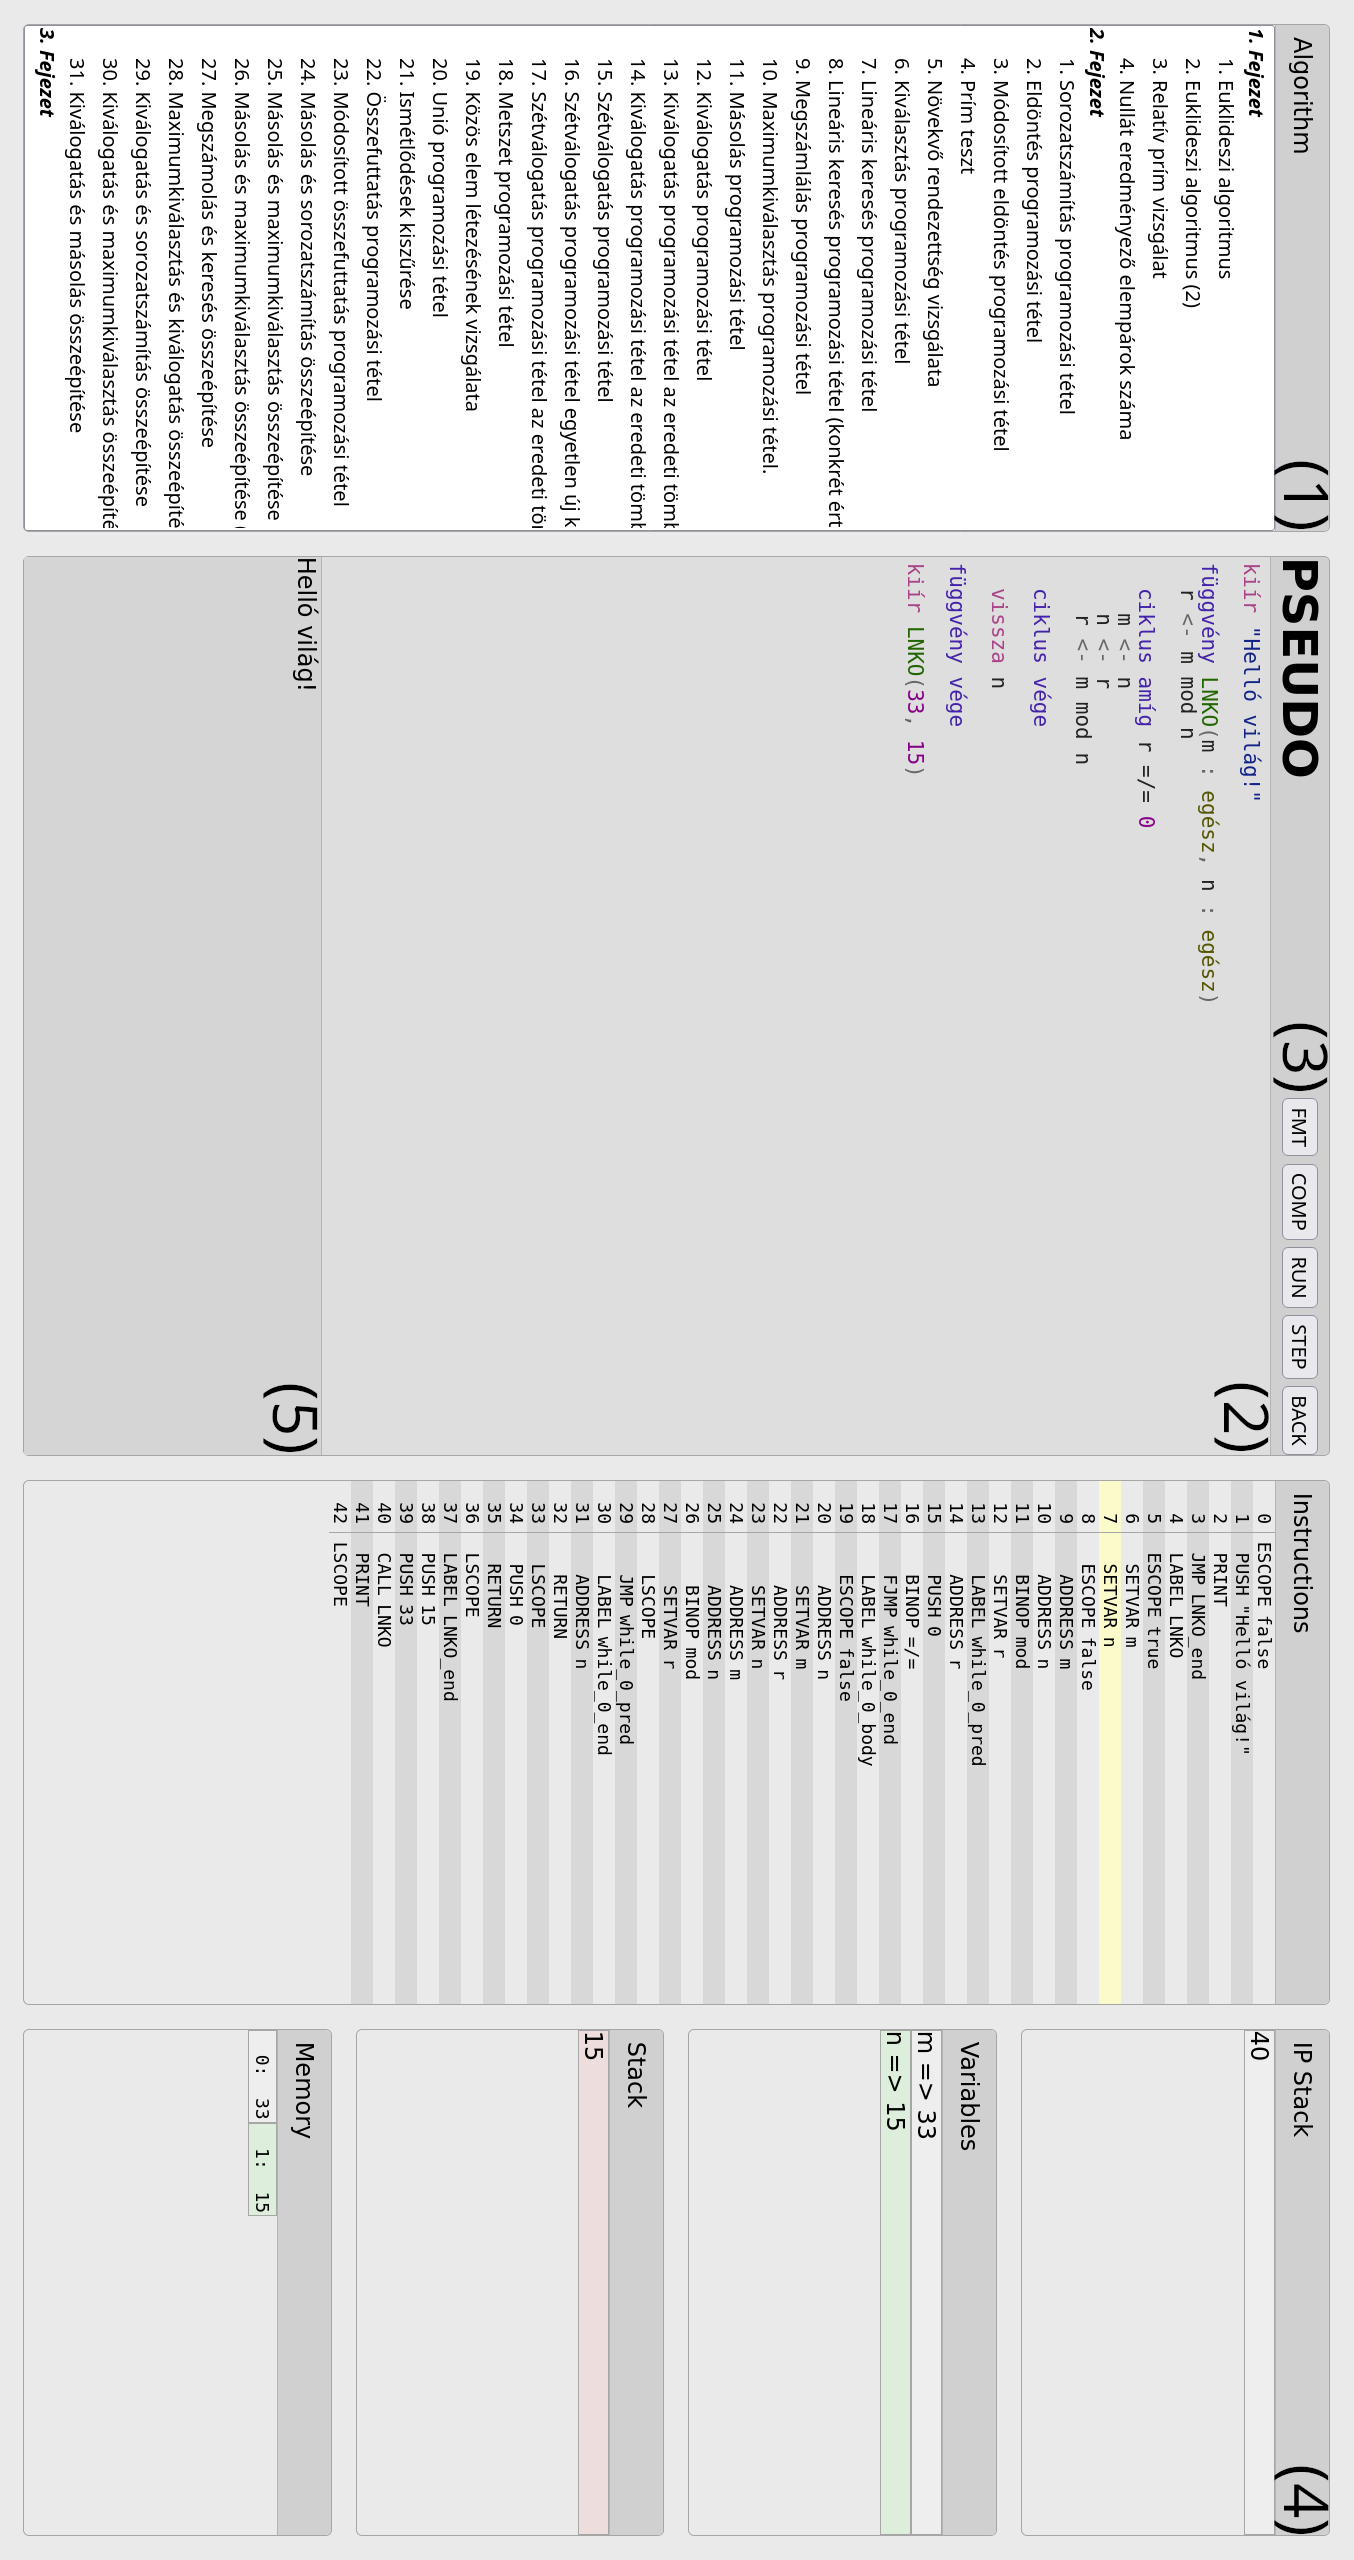 Algorithm (1)
1. Fejezet
1. Euklideszi algoritmus
2. Euklideszi algoritmus (2)
3. Relatív prím vizsgálat
4. Nullát eredményező elempárok száma
2. Fejezet
1. Sorozatszámítás programozási tétel
2. Eldöntés programozási tétel
3. Módosított eldöntés programozási tétel
4. Prím teszt
5. Növekvő rendezettség vizsgálata
6. Kiválasztás programozási tétel
7. Lineáris keresés programozási tétel
8. Lineáris keresés programozási tétel (konkrét ért
9. Megszámlálás programozási tétel
10. Maximumkiválasztás programozási tétel.
11. Másolás programozási tétel
12. Kiválogatás programozási tétel
13. Kiválogatás programozási tétel az eredeti tömb
14. Kiválogatás programozási tétel az eredeti tömb
15. Szétválogatás programozási tétel
16. Szétválogatás programozási tétel egyetlen új k
17. Szétválogatás programozási tétel az eredeti tö
18. Metszet programozási tétel
19. Közös elem létezésének vizsgálata
20. Unió programozási tétel
21. Ismétlődések kiszűrése
22. Összefuttatás programozási tétel
23. Módosított összefuttatás programozási tétel
24. Másolás és sorozatszámítás összeépítése
25. Másolás és maximumkiválasztás összeépítése
26. Másolás és maximumkiválasztás összeépítése (
27. Megszámolás és keresés összeépítése
28. Maximumkiválasztás és kiválogatás összeépíté
29. Kiválogatás és sorozatszámítás összeépítése
30. Kiválogatás és maximumkiválasztás összeépíté
31. Kiválogatás és másolás összeépítése
3. Fejezet
PSEUDO (3) FMT COMP RUN STEP BACK
(2)
kiír "Helló világ!"
függvény LNKO(m : egész, n : egész)
r <- m mod n
ciklus amíg r =/= 0
m <- n
n <- r
r <- m mod n
ciklus vége
vissza n
függvény vége
kiír LNKO(33, 15)
Helló világ! (5)
Instructions
0 ESCOPE false
1 PUSH "Helló világ!"
2 PRINT
3 JMP LNKO_end
4 LABEL LNKO
5 ESCOPE true
6 SETVAR m
7 SETVAR n
8 ESCOPE false
9 ADDRESS m
10 ADDRESS n
11 BINOP mod
12 SETVAR r
13 LABEL while_0_pred
14 ADDRESS r
15 PUSH 0
16 BINOP =/=
17 FJMP while_0_end
18 LABEL while_0_body
19 ESCOPE false
20 ADDRESS n
21 SETVAR m
22 ADDRESS r
23 SETVAR n
24 ADDRESS m
25 ADDRESS n
26 BINOP mod
27 SETVAR r
28 LSCOPE
29 JMP while_0_pred
30 LABEL while_0_end
31 ADDRESS n
32 RETURN
33 LSCOPE
34 PUSH 0
35 RETURN
36 LSCOPE
37 LABEL LNKO_end
38 PUSH 15
39 PUSH 33
40 CALL LNKO
41 PRINT
42 LSCOPE
IP Stack (4)
40
Variables
m => 33
n => 15
Stack
15
Memory
0: 33 1: 15